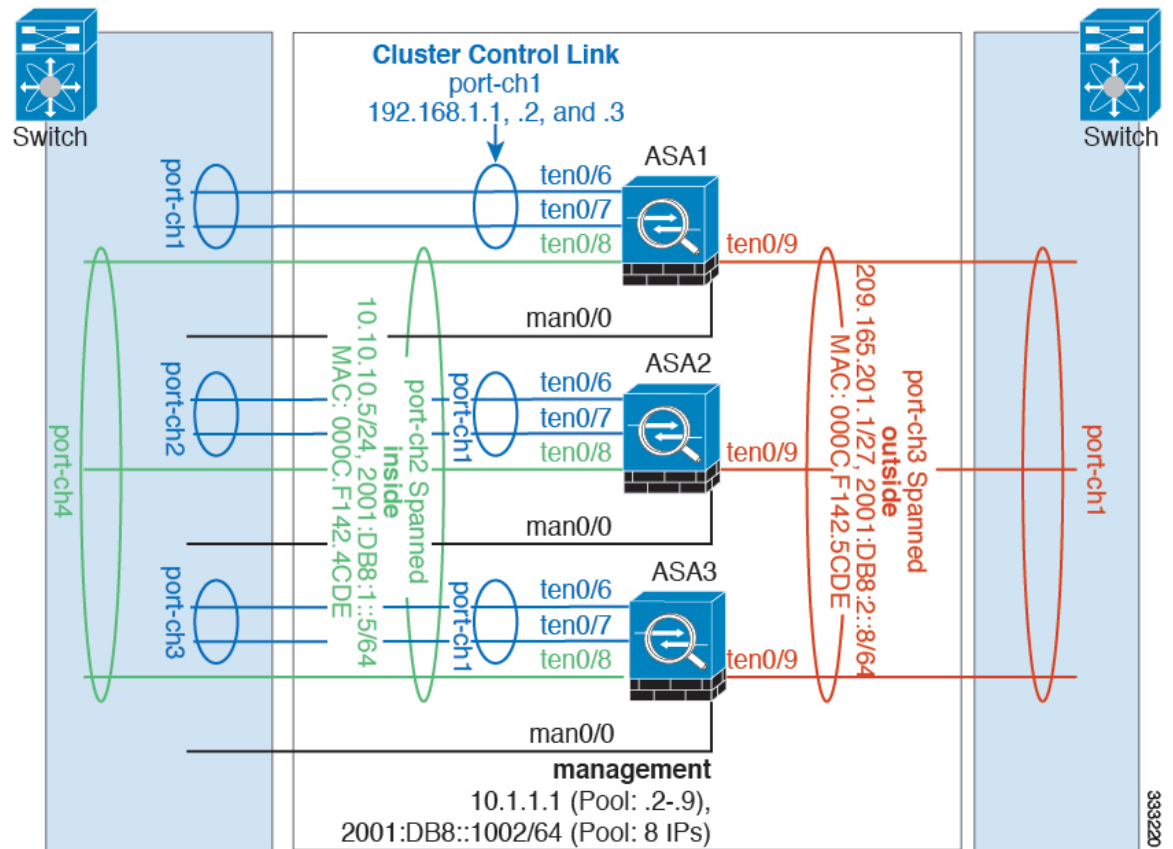 Switch
Switch
Cluster Control Link
port-ch1
192.168.1.1, .2, and .3
port-ch1
ten0/6
ten0/7
ten0/8
ASA1
ten0/9
man0/0
port-ch2
port-ch1
ten0/6
ten0/7
ten0/8
ASA2
ten0/9
man0/0
port-ch3
port-ch1
ten0/6
ten0/7
ten0/8
ASA3
ten0/9
man0/0
port-ch4
port-ch2 Spanned
inside
10.10.10.5/24, 2001:DB8:1::5/64
MAC: 000C.F142.4CDE
port-ch3 Spanned
outside
209.165.201.1/27, 2001:DB8:2::8/64
MAC: 000C.F142.5CDE
port-ch1
management
10.1.1.1 (Pool: .2-.9),
2001:DB8::1002/64 (Pool: 8 IPs)
333220